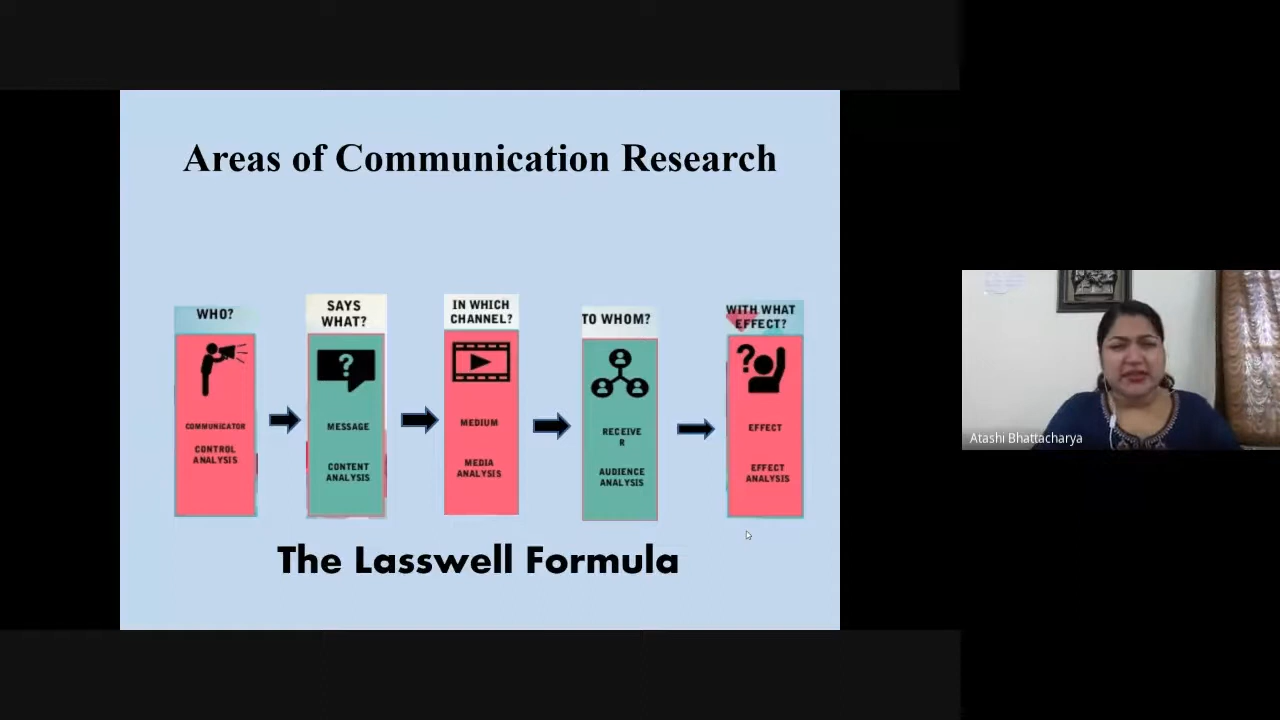 Areas of Communication Research
WHO?
COMMUNICATOR
CONTROL
ANALYSIS
SAYS
WHAT?
?
MESSAGE
CONTENT
ANALYSIS
IN WHICH
CHANNEL?
MEDIUM
MEDIA
ANALYSIS
TO WHOM?
RECEIVE
R
AUDIENCE
ANALYSIS
WITH WHAT
EFFECT?
?
EFFECT
EFFECT
ANALYSIS
The Lasswell Formula
Atashi Bhattacharya